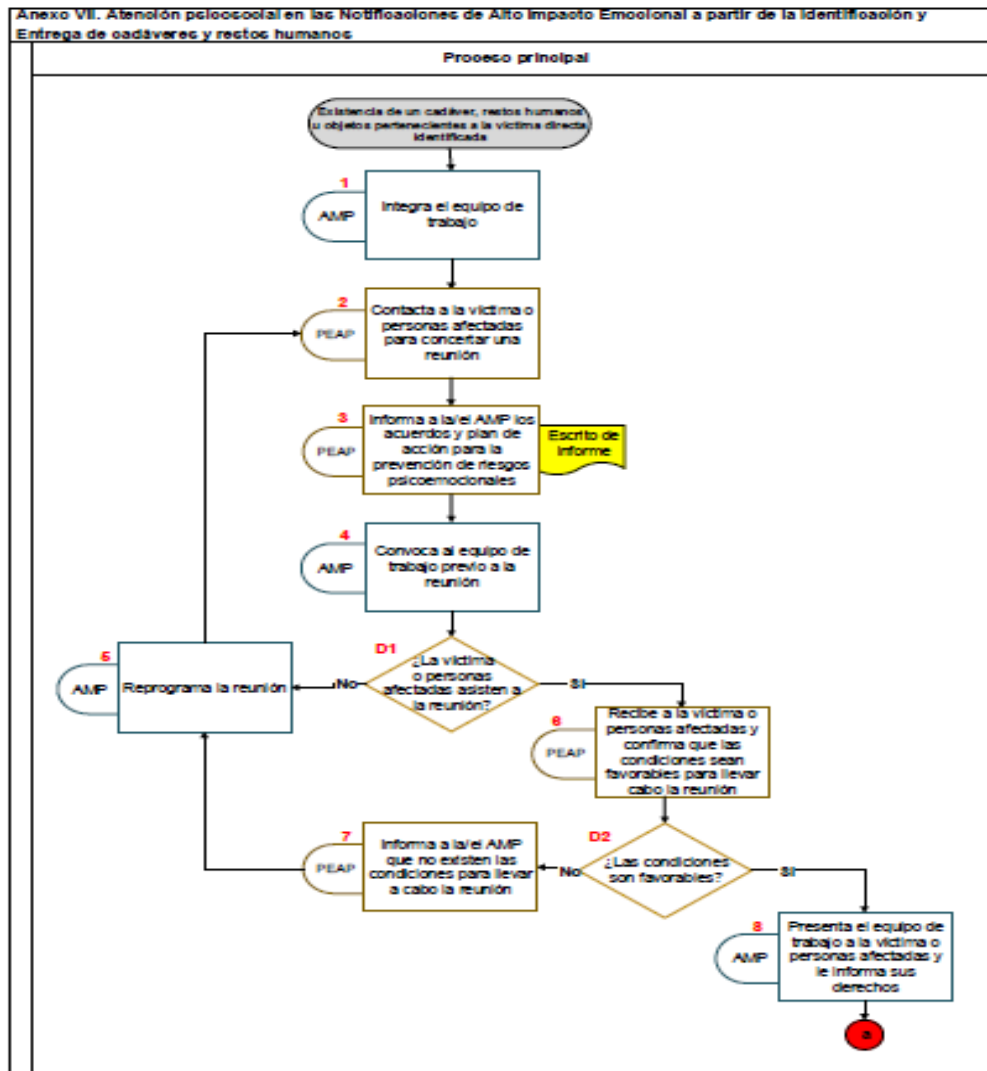 Anexo VII. Atención psicosocial en las Notificaciones de Alto Impacto Emocional a partir de la Identificación y
Entrega de cadáveres y restos humanos
Proceso principal
Existencia de un cadáver, restos humanos
u objetos pertenecientes a la víctima directa
identificada
1
AMP
Integra el equipo de
trabajo
2
PEAP
Contacta a la víctima o
personas afectadas
para concertar una
reunión
3
PEAP
Informa a la/el AMP los
acuerdos y plan de
acción para la
prevención de riesgos
psicoemocionales
Escrito de
informe
4
AMP
Convoca al equipo de
trabajo previo a la
reunión
D1
¿La víctima
o personas
afectadas asisten a
la reunión?
No
Si
5
AMP
Reprograma la reunión
6
PEAP
Recibe a la víctima o
personas afectadas y
confirma que las
condiciones sean
favorables para llevar
cabo la reunión
D2
¿Las condiciones
son favorables?
No
Si
7
PEAP
Informa a la/el AMP
que no existen las
condiciones para llevar
a cabo la reunión
8
AMP
Presenta el equipo de
trabajo a la víctima o
personas afectadas y
le informa sus
derechos
a